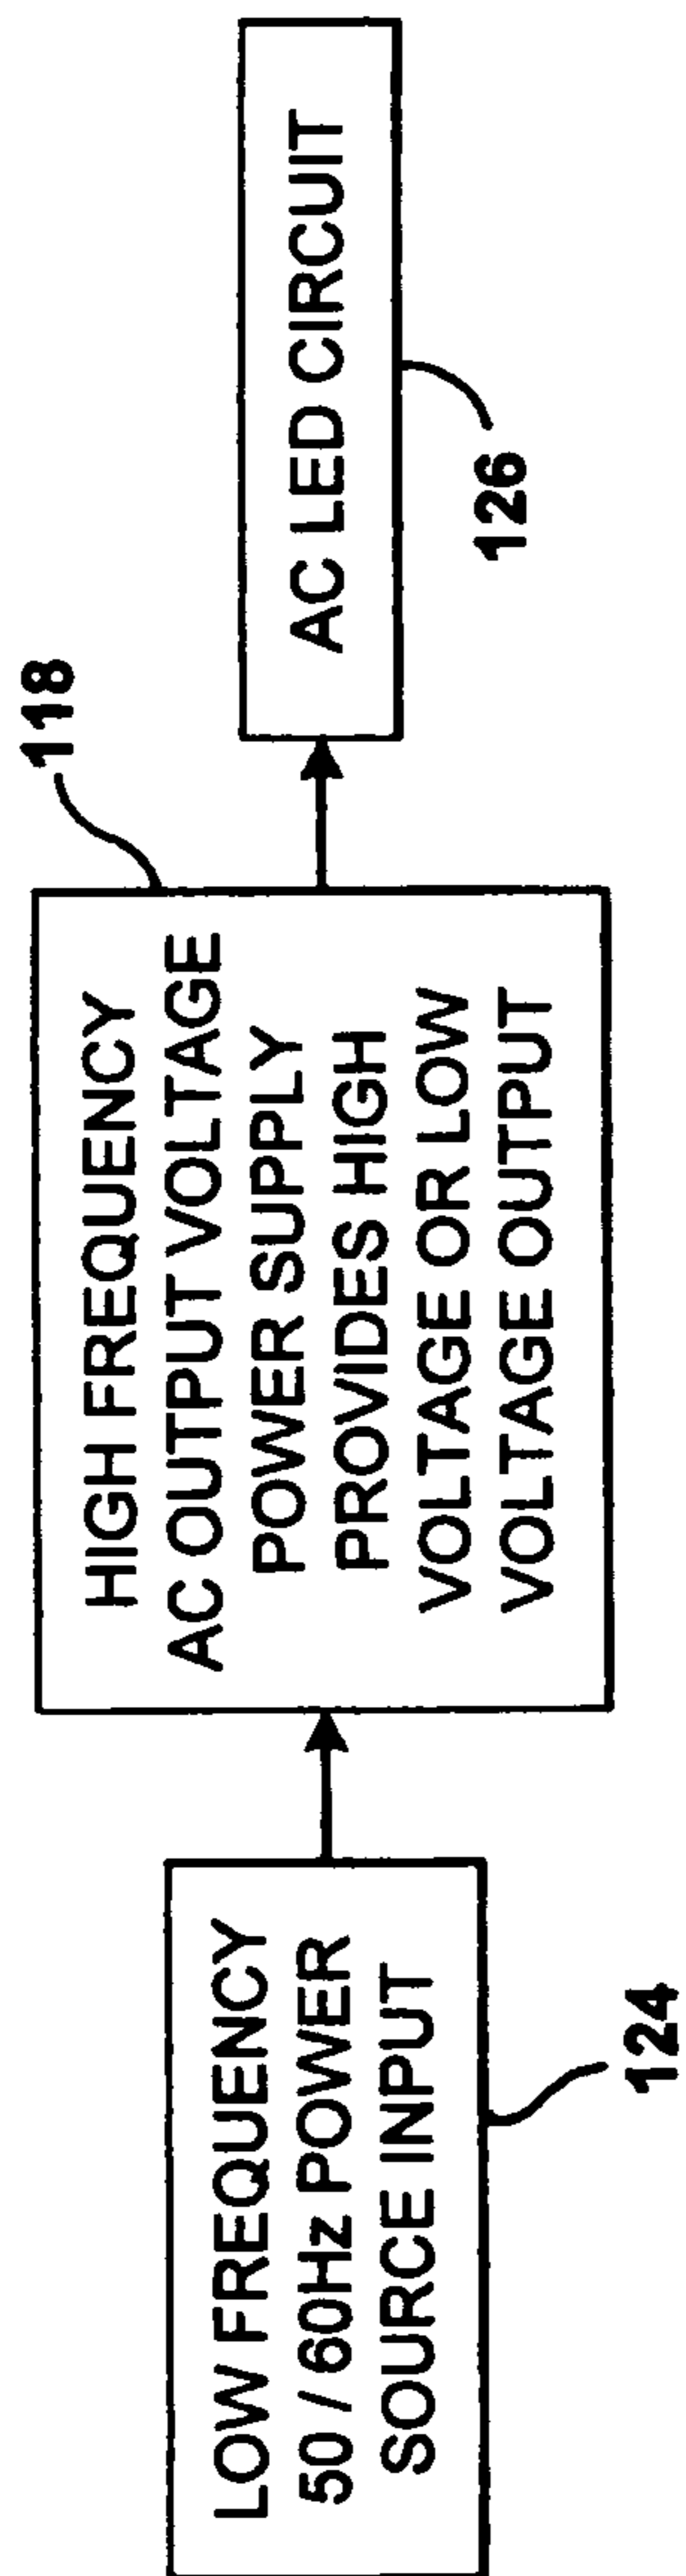 LOW FREQUENCY
50 / 60Hz POWER
SOURCE INPUT
124
HIGH FREQUENCY
AC OUTPUT VOLTAGE
POWER SUPPLY
PROVIDES HIGH
VOLTAGE OR LOW
VOLTAGE OUTPUT
118
AC LED CIRCUIT
126